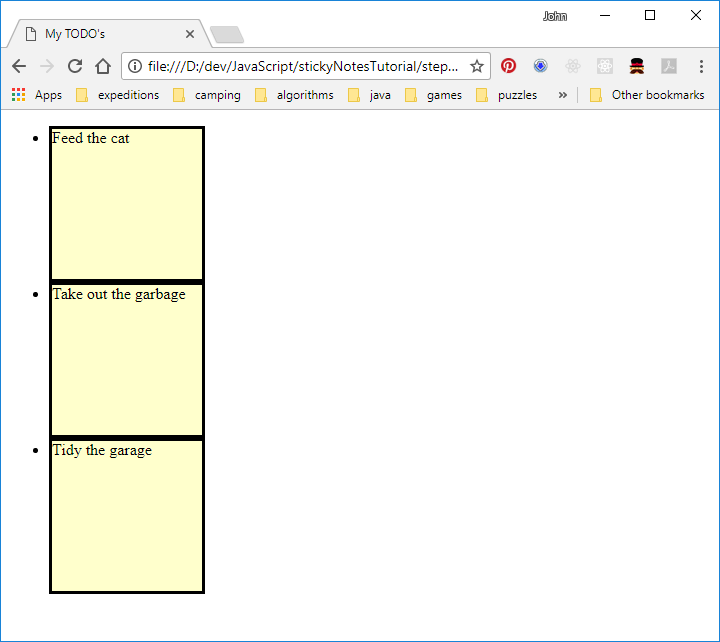 John
My TODO's
file:///D:/dev/JavaScript/stickyNotesTutorial/step...
Apps expeditions camping algorithms java games puzzles » Other bookmarks
Feed the cat
Take out the garbage
Tidy the garage